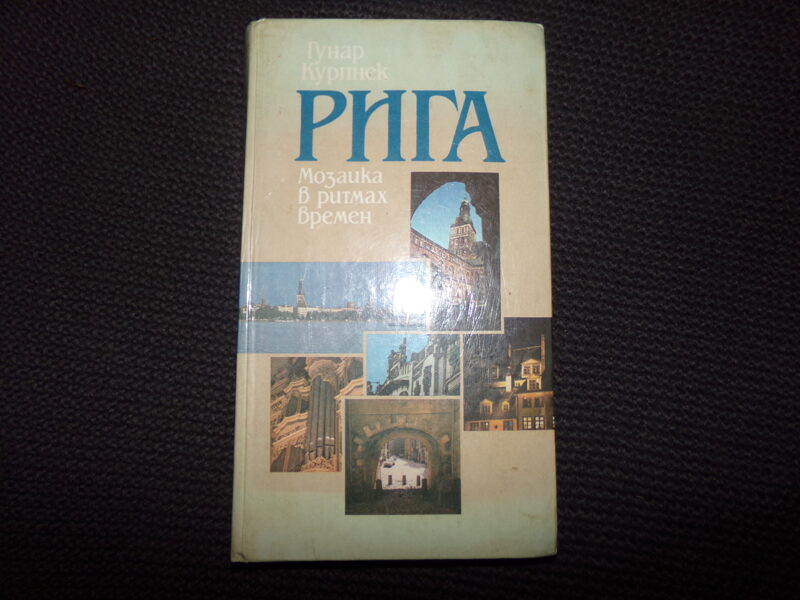 Гунар
Курпнек
РИГА
Мозаика
в ритмах
времен